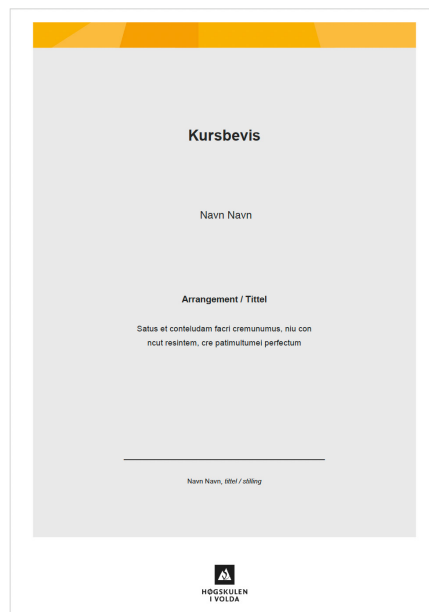 Kursbevis
Navn Navn
Arrangement / Tittel
Satus et conteludam facri cremunumus, niu con
ncut resintem, cre patimultumei perfectum
Navn Navn, tittel / stilling
HØGSKULEN
I VOLDA